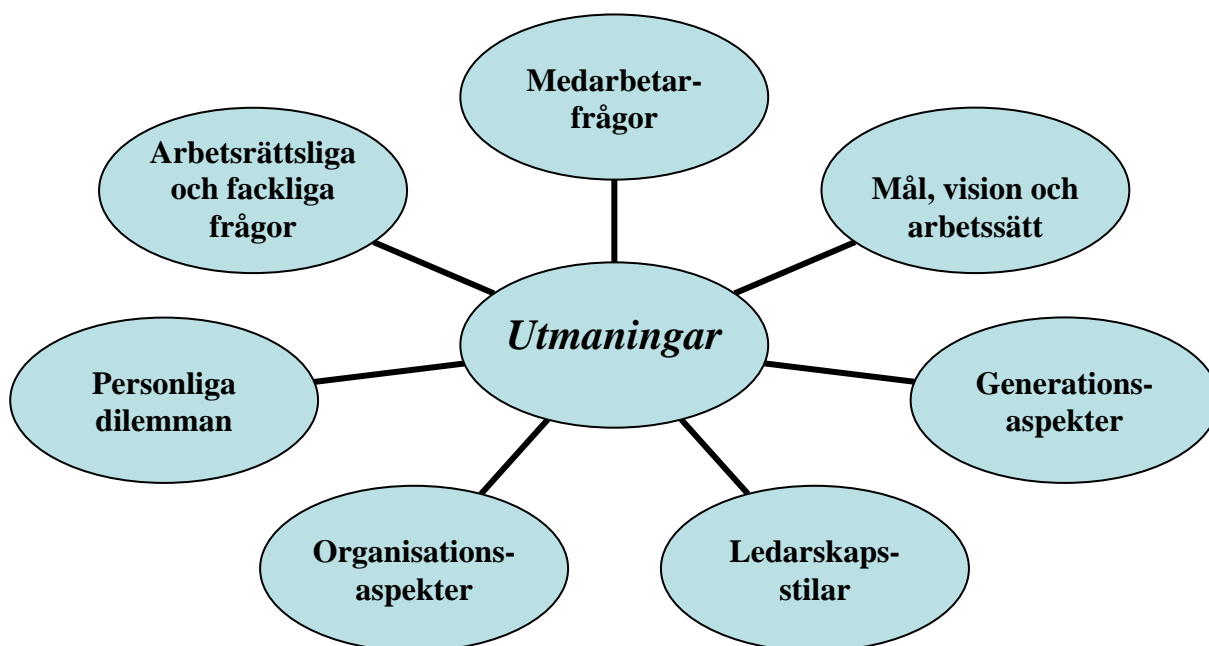 Medarbetar-
frågor
Arbetsrättsliga
och fackliga
frågor
Mål, vision och
arbetssätt
Utmaningar
Personliga
dilemman
Generations-
aspekter
Organisations-
aspekter
Ledarskaps-
stilar